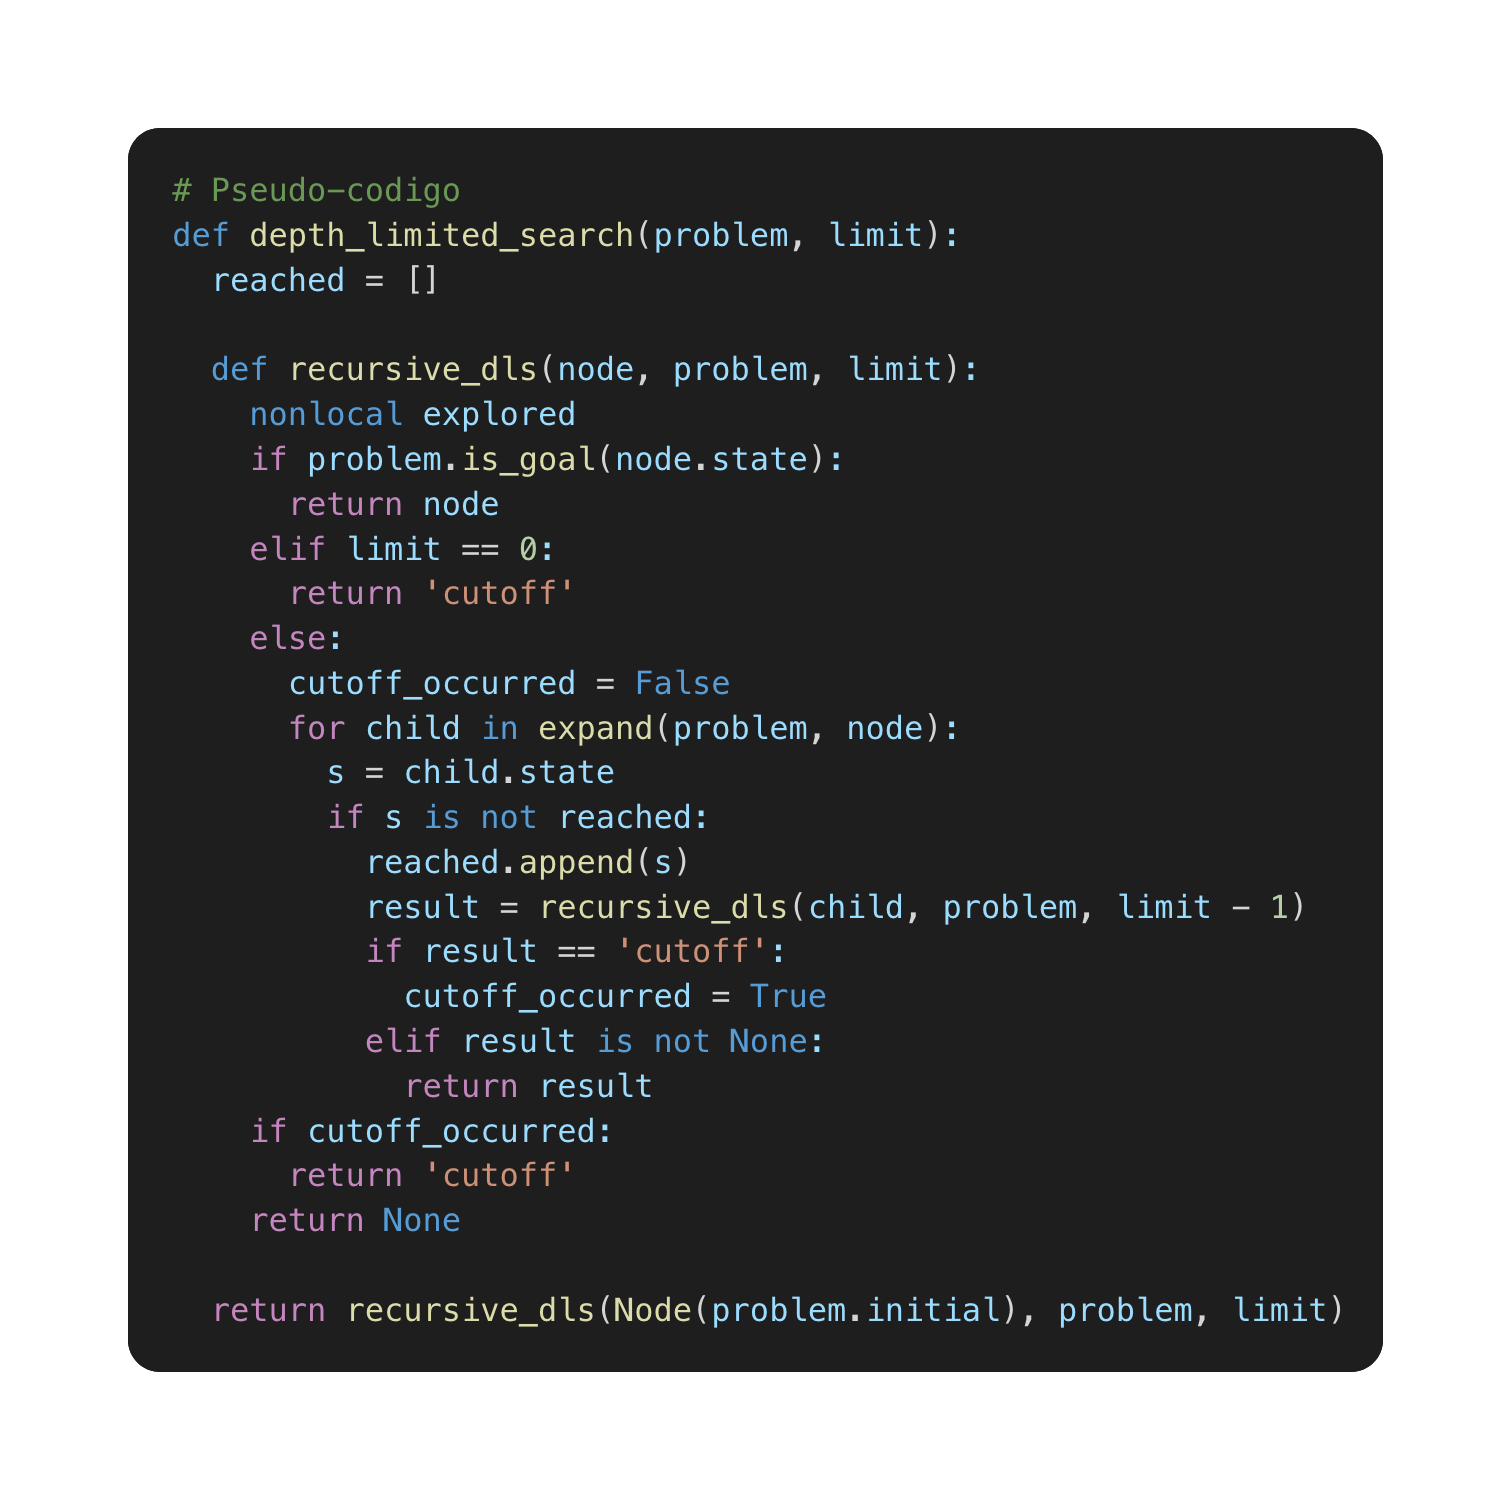 # Pseudo-codigo
def depth_limited_search(problem, limit):
  reached = []

  def recursive_dls(node, problem, limit):
    nonlocal explored
    if problem.is_goal(node.state):
      return node
    elif limit == 0:
      return 'cutoff'
    else:
      cutoff_occurred = False
      for child in expand(problem, node):
        s = child.state
        if s is not reached:
          reached.append(s)
          result = recursive_dls(child, problem, limit - 1)
          if result == 'cutoff':
            cutoff_occurred = True
          elif result is not None:
            return result
    if cutoff_occurred:
      return 'cutoff'
    return None

  return recursive_dls(Node(problem.initial), problem, limit)